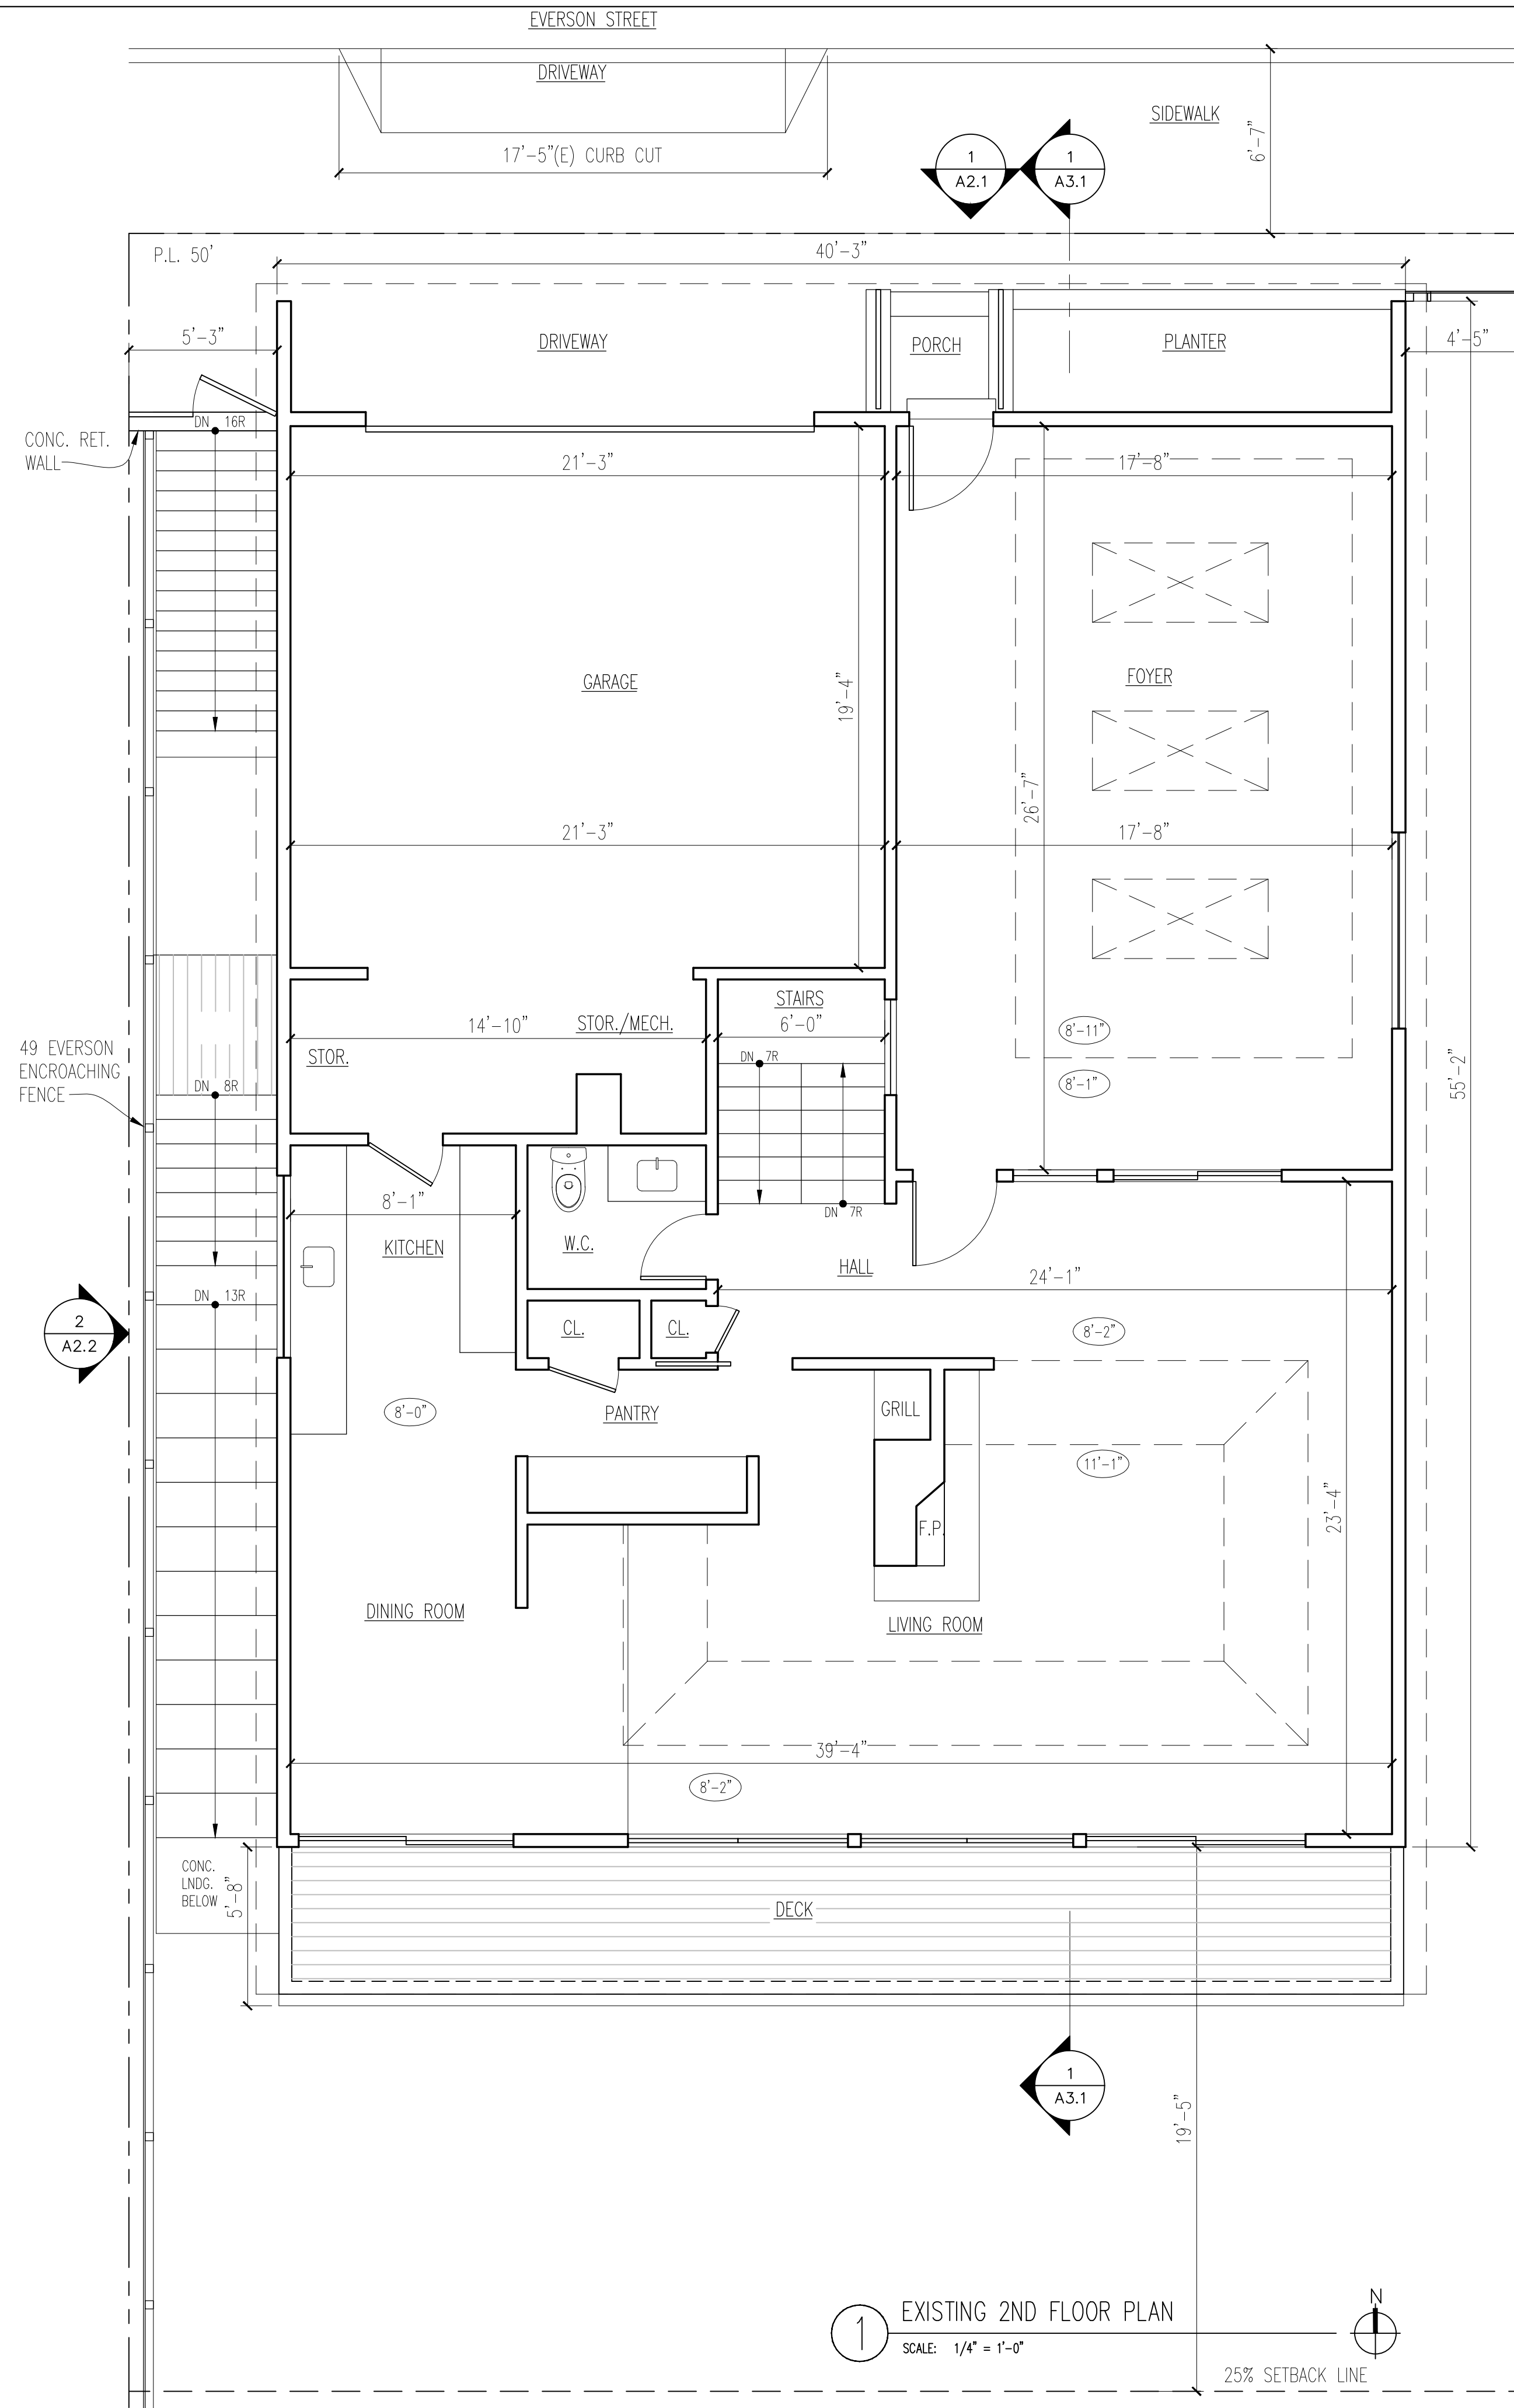 EVERSON STREET
DRIVEWAY
SIDEWALK
6'-7"
17'-5"(E) CURB CUT
1
A2.1
1
A3.1
P.L. 50'
40'-3"
5'-3"
DRIVEWAY
PORCH
PLANTER
4'-5"
DN 16R
CONC. RET.
WALL
21'-3"
17'-8"
GARAGE
19'-4"
FOYER
26'-7"
21'-3"
17'-8"
STAIRS
14'-10"
STOR./MECH.
6'-0"
8'-11"
STOR.
DN 7R
8'-1"
49 EVERSON
ENCROACHING
FENCE
DN 8R
55'-2"
8'-1"
DN 7R
KITCHEN
W.C.
HALL
24'-1"
DN 13R
2
A2.2
CL.
CL.
8'-2"
8'-0"
PANTRY
GRILL
11'-1"
23'-4"
F.P.
DINING ROOM
LIVING ROOM
39'-4"
8'-2"
CONC.
LNDG.
BELOW
5'-8"
DECK
1
A3.1
19'-5"
N
1
EXISTING 2ND FLOOR PLAN
SCALE: 1/4" = 1'-0"
25% SETBACK LINE